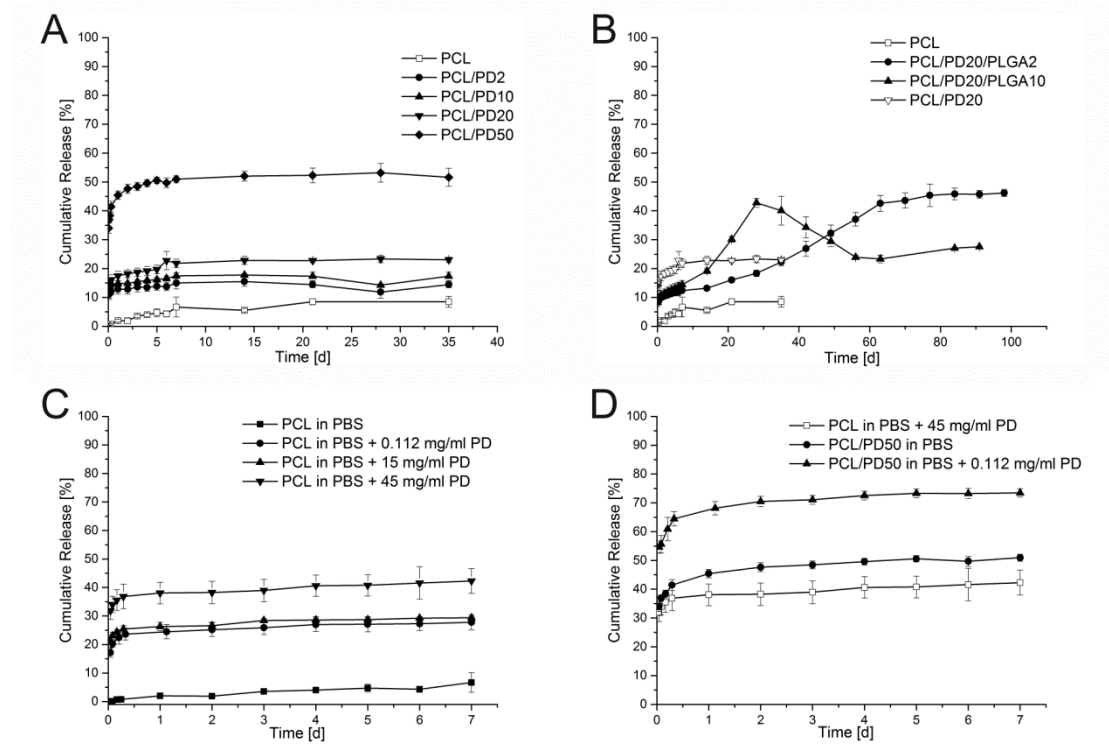 A
Cumulative Release [%]
100
90
80
70
60
50
40
30
20
10
0
PCL
PCL/PD2
PCL/PD10
PCL/PD20
PCL/PD50
0 5 10 15 20 25 30 35 40
Time [d]
B
Cumulative Release [%]
100
90
80
70
60
50
40
30
20
10
0
PCL
PCL/PD20/PLGA2
PCL/PD20/PLGA10
PCL/PD20
0 20 40 60 80 100
Time [d]
C
Cumulative Release [%]
100
90
80
70
60
50
40
30
20
10
0
PCL in PBS
PCL in PBS + 0.112 mg/ml PD
PCL in PBS + 15 mg/ml PD
PCL in PBS + 45 mg/ml PD
0 1 2 3 4 5 6 7
Time [d]
D
Cumulative Release [%]
100
90
80
70
60
50
40
30
20
10
0
PCL in PBS + 45 mg/ml PD
PCL/PD50 in PBS
PCL/PD50 in PBS + 0.112 mg/ml PD
0 1 2 3 4 5 6 7
Time [d]